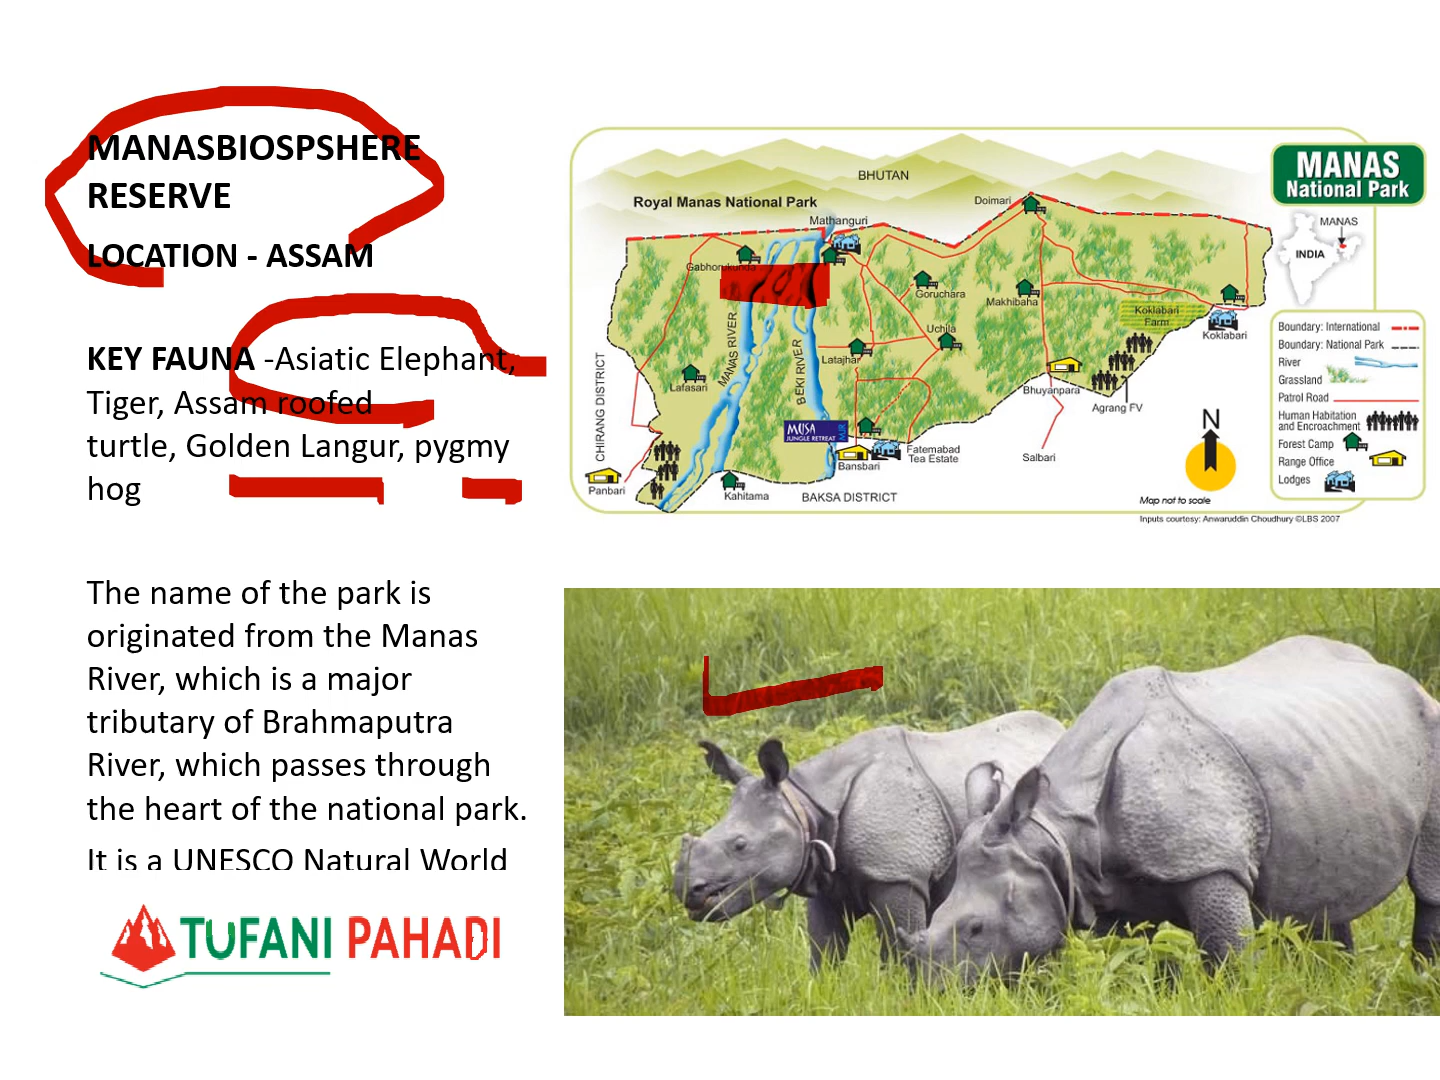 MANASBIOSPSHERE
RESERVE
LOCATION - ASSAM
KEY FAUNA -Asiatic Elephant,
Tiger, Assam roofed
turtle, Golden Langur, pygmy
hog
The name of the park is
originated from the Manas
River, which is a major
tributary of Brahmaputra
River, which passes through
the heart of the national park.
It is a UNESCO Natural World
TUFANI PAHADI
MANAS
National Park
BHUTAN
Royal Manas National Park
Mathanguri
Doimari
Gabhorukunda
Goruchara
Makhibaha
Koklabari
Farm
Koklabari
Uchila
Latajhar
MANAS RIVER
BEKI RIVER
Lafasari
CHIRANG DISTRICT
Bhuyanpara
Agrang FV
MUSA
JUNGLE RETREAT
Fatemabad
Tea Estate
Bansbari
Salbari
Panbari
Kahitama
BAKSA DISTRICT
N
Map not to scale
Inputs courtesy: Anwaruddin Choudhury ©LBS 2007
MANAS
INDIA
Boundary: International
Boundary: National Park
River
Grassland
Patrol Road
Human Habitation
and Encroachment
Forest Camp
Range Office
Lodges